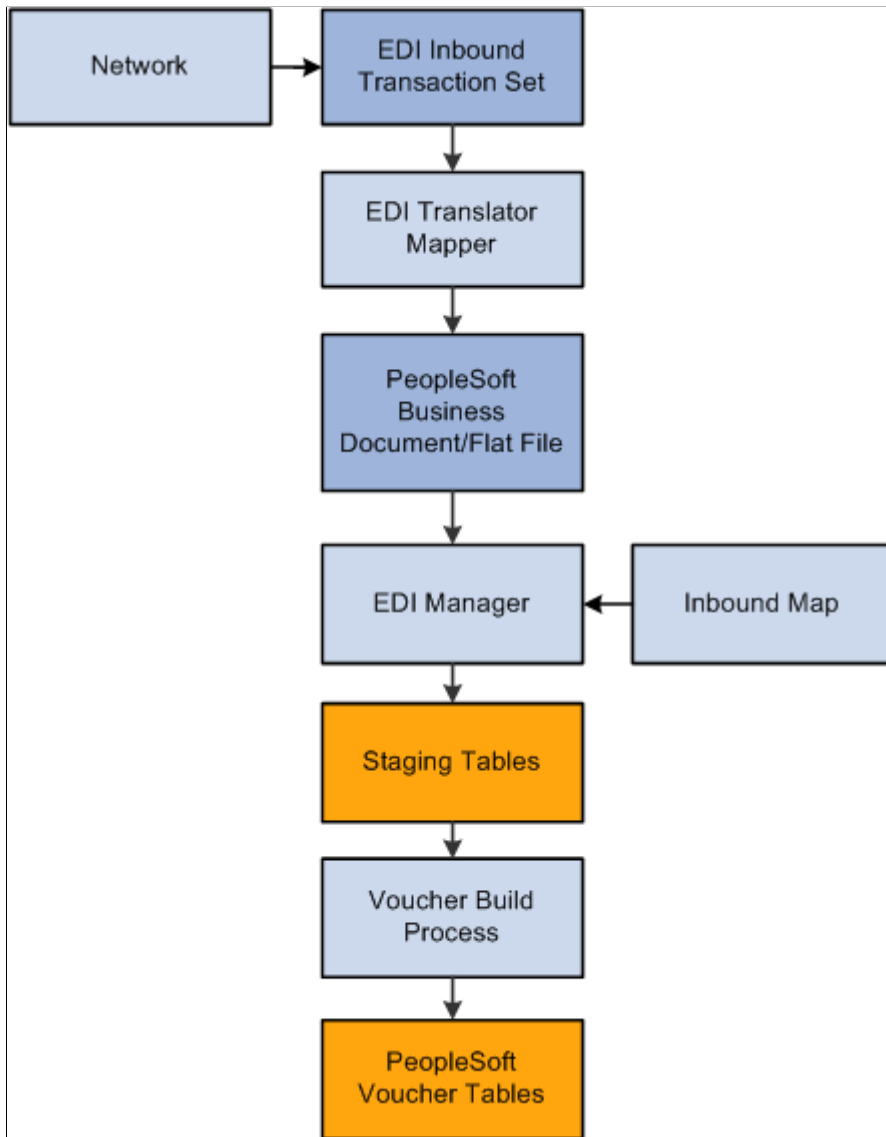 Network
EDI Inbound
Transaction Set
EDI Translator
Mapper
PeopleSoft
Business
Document/Flat File
EDI Manager
Inbound Map
Staging Tables
Voucher Build
Process
PeopleSoft
Voucher Tables